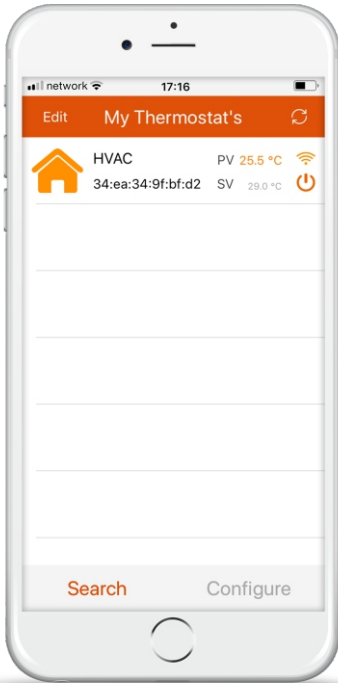 network 17:16
Edit My Thermostat's
HVAC PV 25.5 °C
34:ea:34:9f:bf:d2 SV 29.0 °C
Search Configure